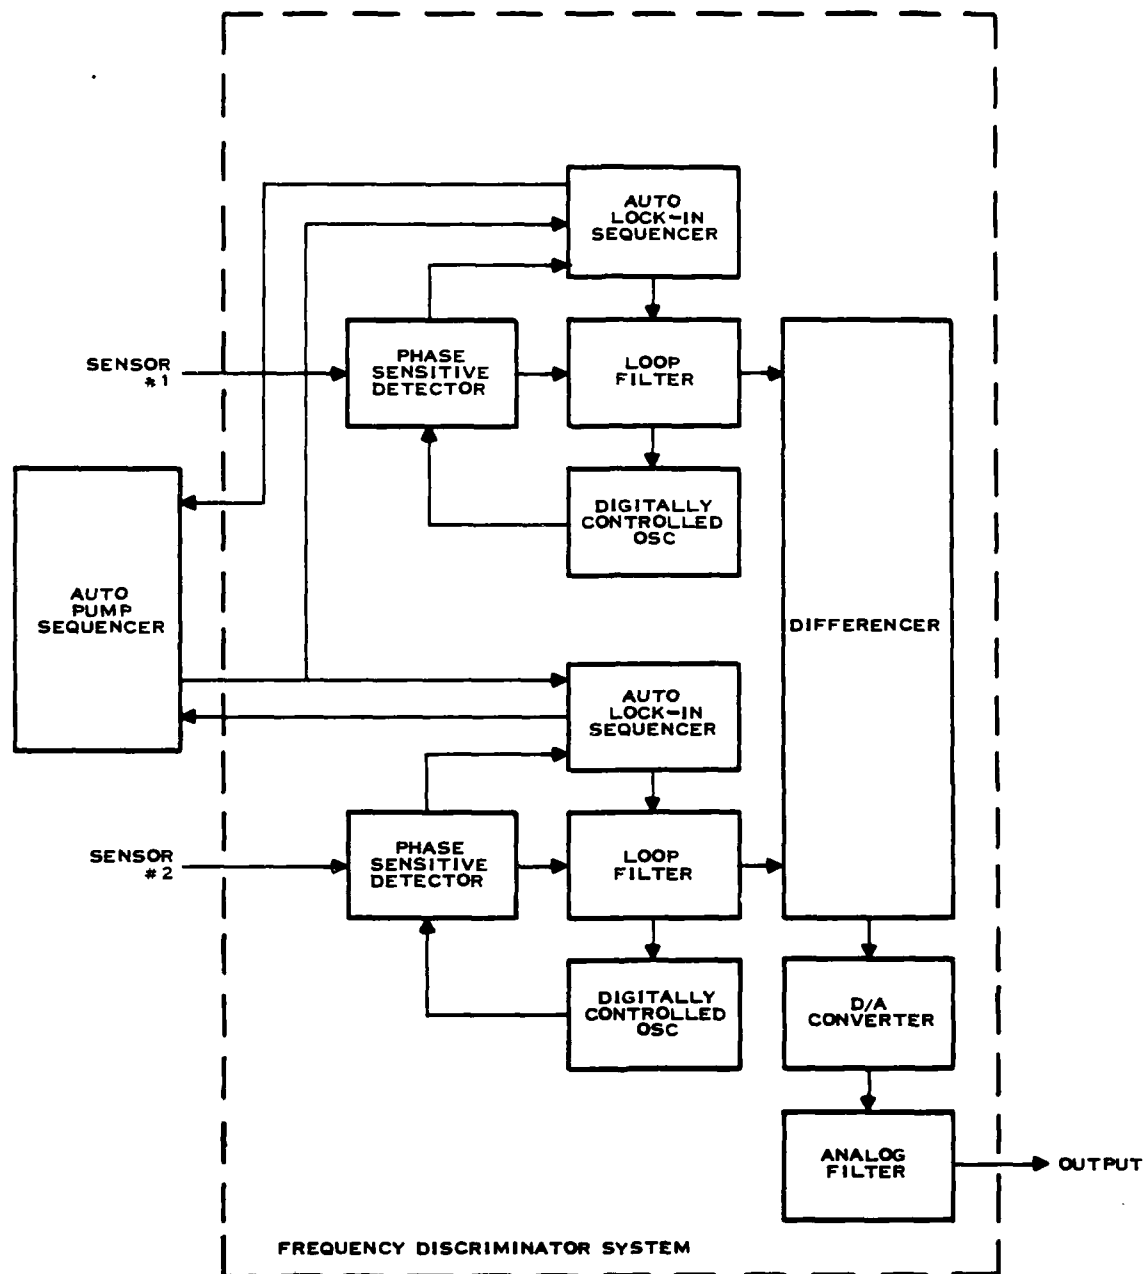 AUTO
LOCK-IN
SEQUENCER
SENSOR
#1
PHASE
SENSITIVE
DETECTOR
LOOP
FILTER
DIGITALLY
CONTROLLED
OSC
AUTO
PUMP
SEQUENCER
DIFFERENCER
AUTO
LOCK-IN
SEQUENCER
SENSOR
#2
PHASE
SENSITIVE
DETECTOR
LOOP
FILTER
DIGITALLY
CONTROLLED
OSC
D/A
CONVERTER
ANALOG
FILTER
OUTPUT
FREQUENCY DISCRIMINATOR SYSTEM